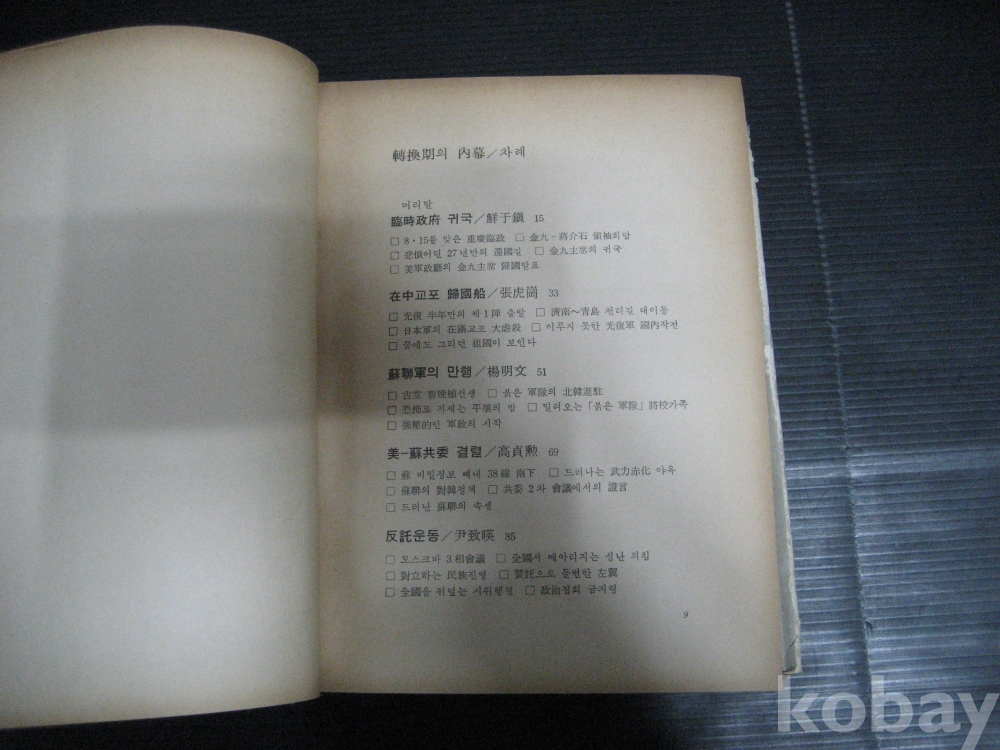 轉換期의 內幕／차례
머리말
臨時政府 귀국／鮮于鎭 15
□ 8·15를 맞은 重慶臨政 □ 金九-蔣介石 領袖회담
□ 悲憤어린 27년만의 還國길 □ 金九主席의 귀국
□ 美軍政廳의 金九主席 歸國발표
在中교포 歸國船／張虎崗 33
□ 光復 半年만의 제1陣 출발 □ 濟南～青島 천리길 대이동
□ 日本軍의 在滿교포 大虐殺 □ 이루지 못한 光復軍 國內작전
□ 꿈에도 그리던 祖國이 보인다
蘇聯軍의 만행／楊明文 51
□ 古堂 曺晩植선생 □ 붉은 軍隊의 北韓進駐
□ 恐怖로 지새는 平壤의 밤 □ 밀려오는「붉은 軍隊」將校가족
□ 強壓的인 軍政의 시작
美-蘇共委 결렬／高貞勳 69
□ 蘇 비밀정보 빼내 38線 南下 □ 드러나는 武力赤化 야욕
□ 蘇聯의 對韓정책 □ 共委 2차 會議에서의 證言
□ 드러난 蘇聯의 속셈
反託운동／尹致暎 85
□ 모스크바 3相會議 □ 全國서 메아리지는 성난 외침
□ 對立하는 民族진영 □ 贊託으로 돌변한 左翼
□ 全國을 뒤덮는 시위행렬 □ 政治집회 금지령
9
kobay